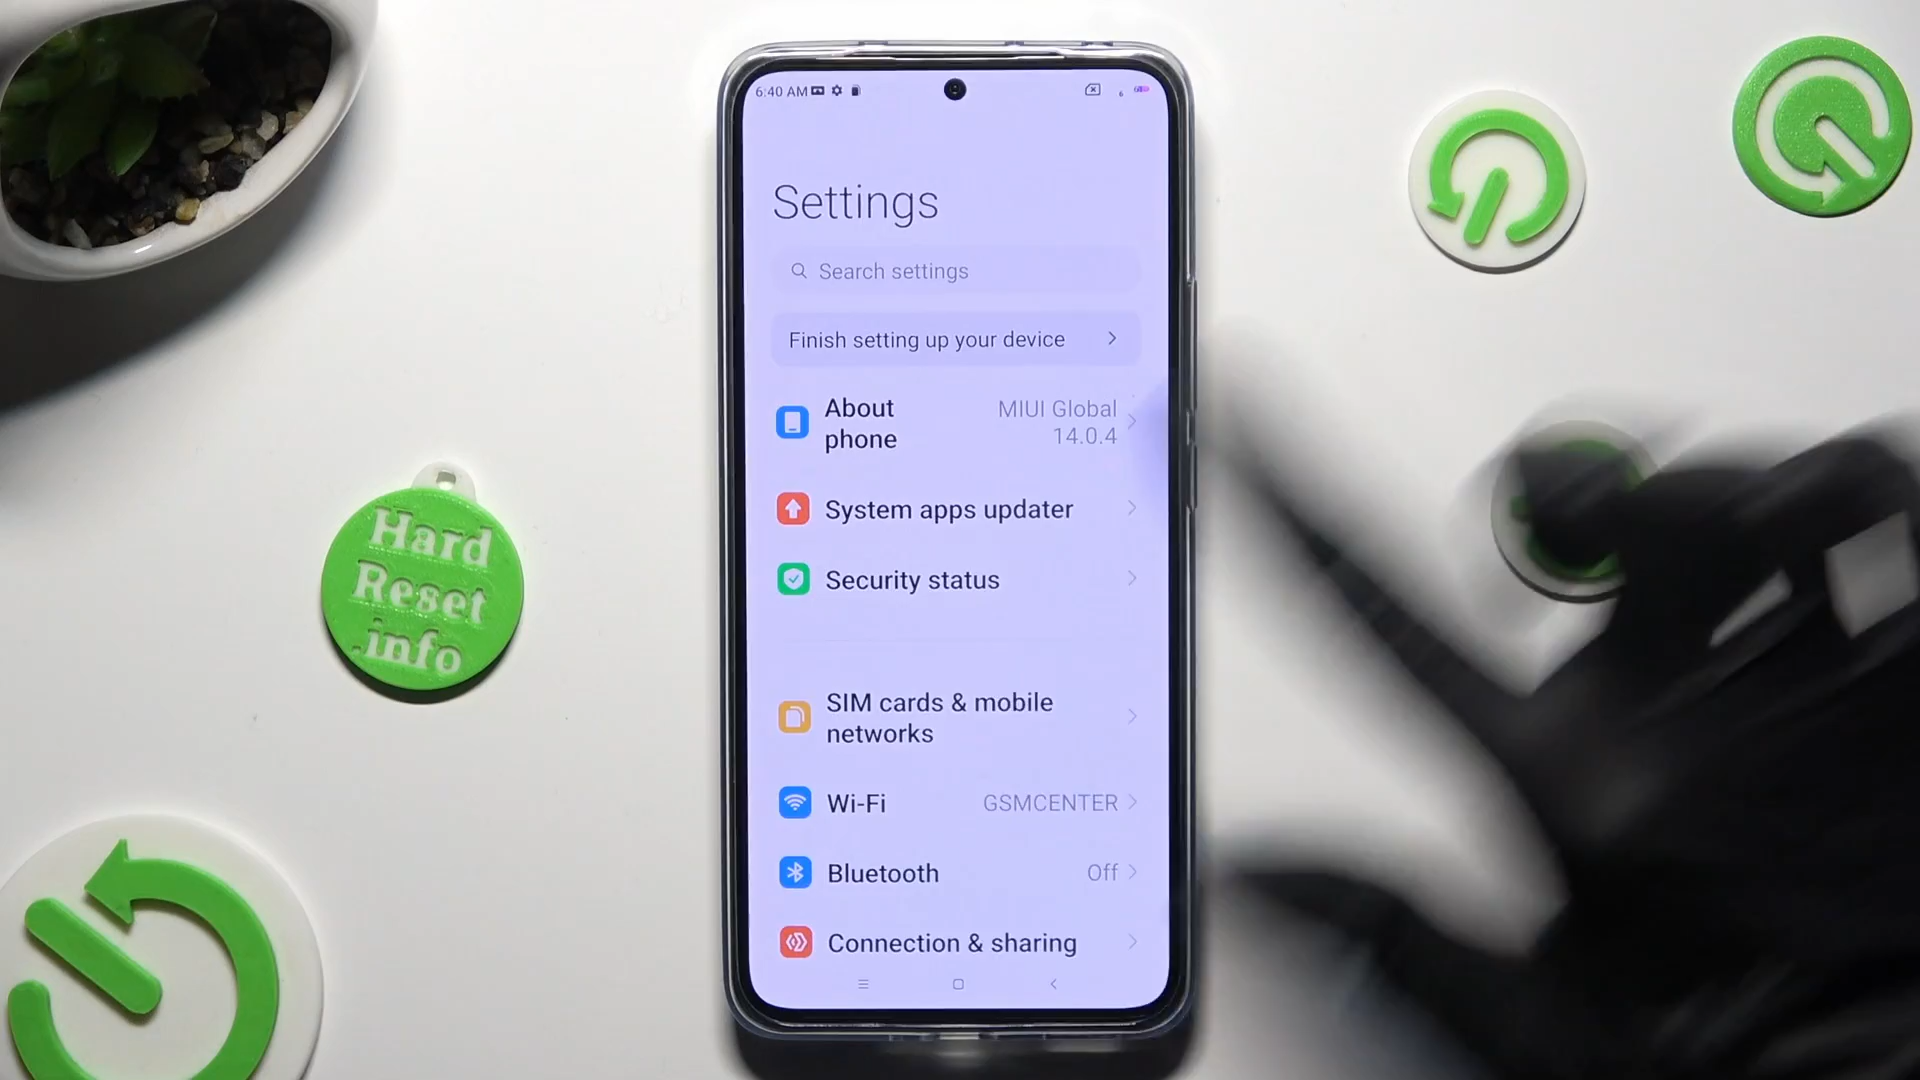 6:40 AM
Settings
Search settings
Finish setting up your device
About phone
MIUI Global
14.0.4
System apps updater
Security status
SIM cards & mobile
networks
Wi-Fi
GSMCENTER
Bluetooth
Off
Connection & sharing
Hard
Reset
.info